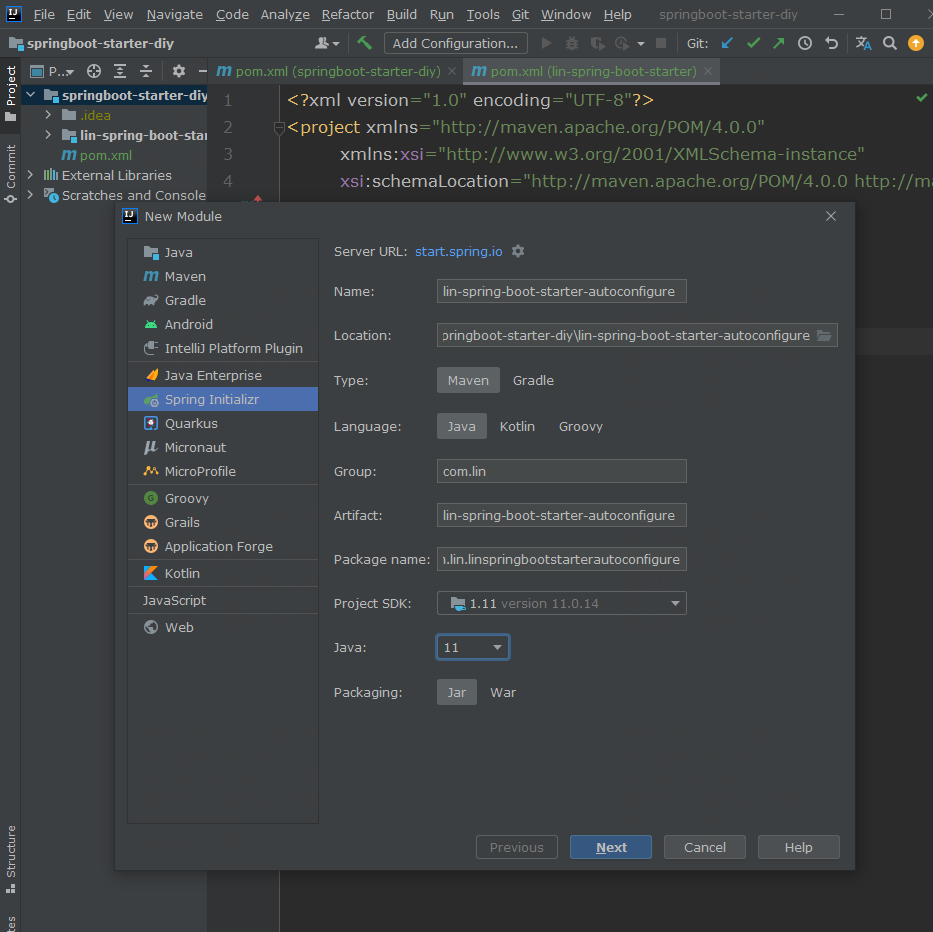 File Edit View Navigate Code Analyze Refactor Build Run Tools Git Window Help springboot-starter-diy
springboot-starter-diy Add Configuration... Git:
Project
P... pom.xml (springboot-starter-diy) pom.xml (lin-spring-boot-starter)
springboot-starter-diy
.idea
lin-spring-boot-star
pom.xml
External Libraries
Scratches and Console
Commit
1 <?xml version="1.0" encoding="UTF-8"?>
2 <project xmlns="http://maven.apache.org/POM/4.0.0"
3 xmlns:xsi="http://www.w3.org/2001/XMLSchema-instance"
4 xsi:schemaLocation="http://maven.apache.org/POM/4.0.0 http://ma
New Module
Java
Maven
Gradle
Android
IntelliJ Platform Plugin
Java Enterprise
Spring Initializr
Quarkus
Micronaut
MicroProfile
Groovy
Grails
Application Forge
Kotlin
JavaScript
Web
Server URL: start.spring.io
Name: lin-spring-boot-starter-autoconfigure
Location: pringboot-starter-diy\lin-spring-boot-starter-autoconfigure
Type: Maven Gradle
Language: Java Kotlin Groovy
Group: com.lin
Artifact: lin-spring-boot-starter-autoconfigure
Package name: .lin.linspringbootstarterautoconfigure
Project SDK: 1.11 version 11.0.14
Java: 11
Packaging: Jar War
Previous Next Cancel Help
Structure